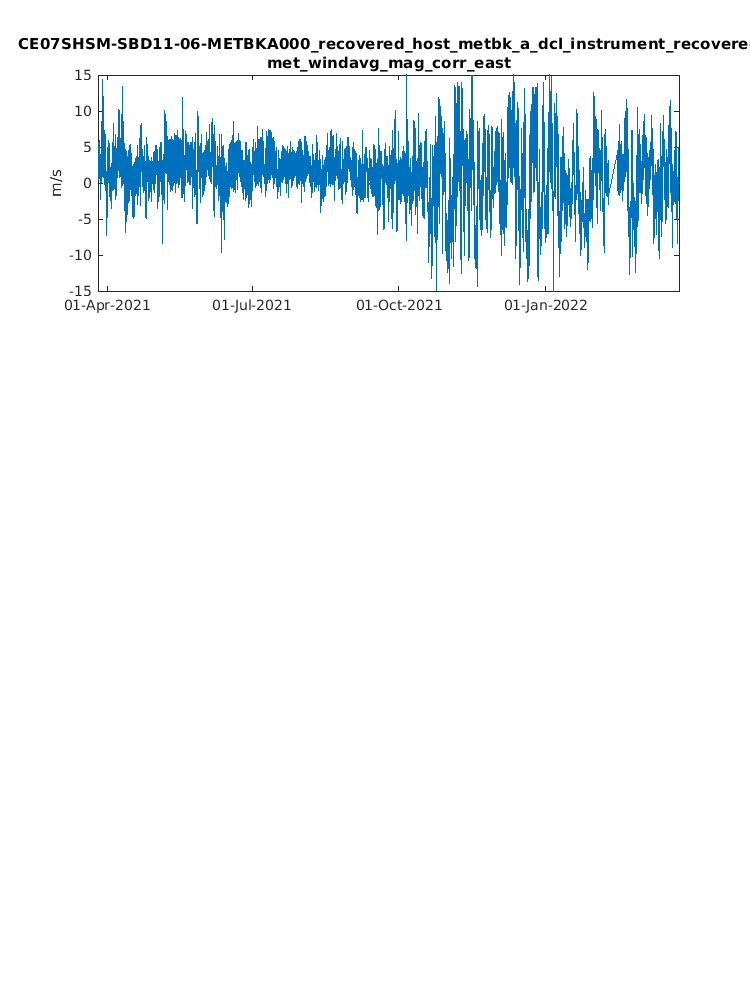 CE07SHSM-SBD11-06-METBKA000_recovered_host_metbk_a_dcl_instrument_recovere
met_windavg_mag_corr_east
15
10
5
0
-5
-10
-15
m/s
01-Apr-2021 01-Jul-2021 01-Oct-2021 01-Jan-2022